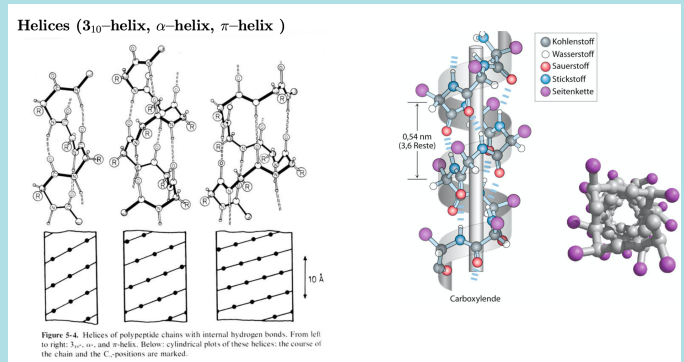 Helices (3₁₀–helix, α–helix, π–helix )
10 Å
Figure 5-4. Helices of polypeptide chains with internal hydrogen bonds. From left
to right: 3₁₀-, α-, and π-helix. Below: cylindrical plots of these helices; the course of
the chain and the Cα-positions are marked.
Kohlenstoff
Wasserstoff
Sauerstoff
Stickstoff
Seitenkette
0,54 nm
(3,6 Reste)
Carboxylende